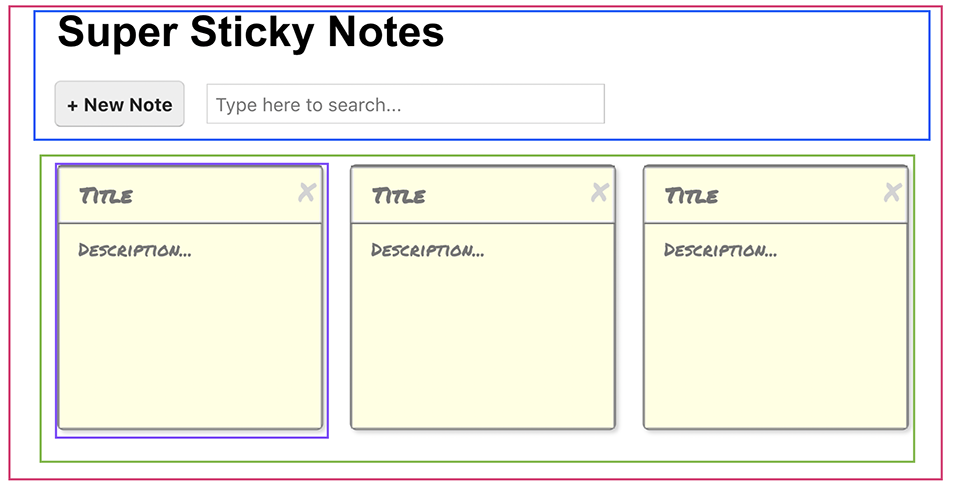 Super Sticky Notes
+ New Note Type here to search...
Title ✘ Title ✘ Title ✘
Description... Description... Description...